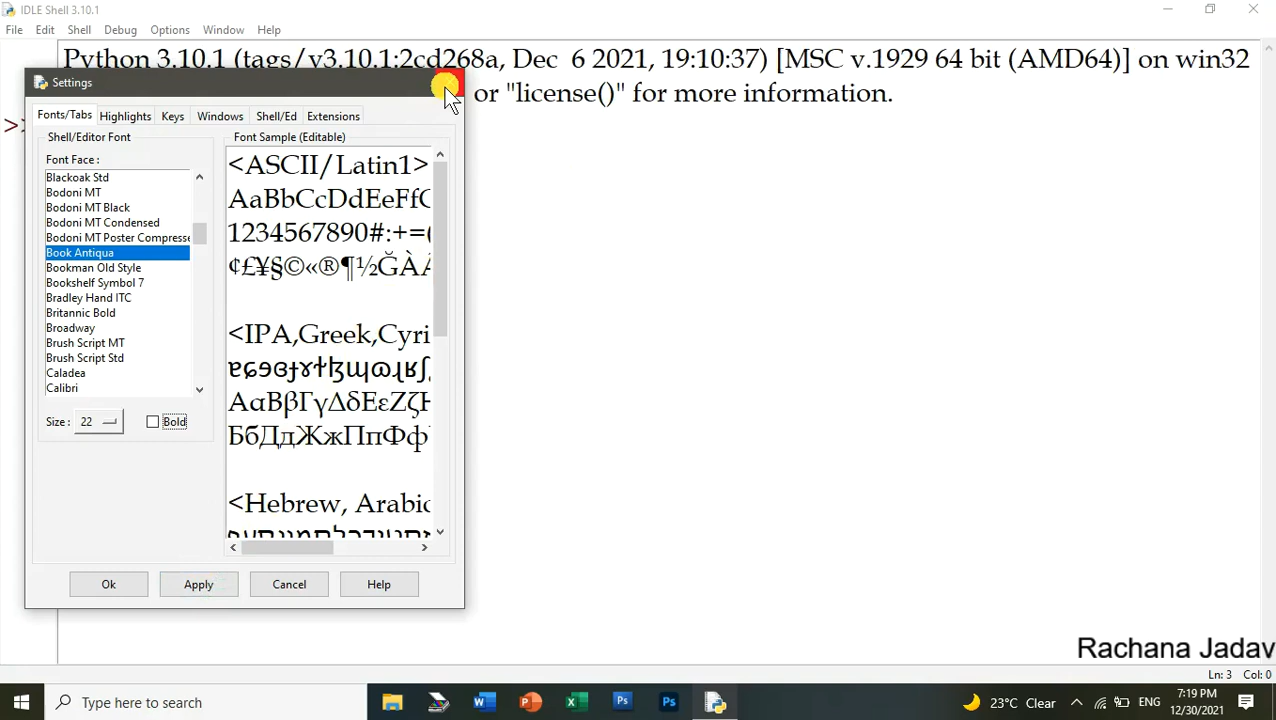 IDLE Shell 3.10.1
File Edit Shell Debug Options Window Help
Python 3.10.1 (tags/v3.10.1:2cd268a, Dec  6 2021, 19:10:37) [MSC v.1929 64 bit (AMD64)] on win32
or "license()" for more information.
Settings
Fonts/Tabs Highlights Keys Windows Shell/Ed Extensions
Shell/Editor Font
Font Face :
Blackoak Std
Bodoni MT
Bodoni MT Black
Bodoni MT Condensed
Bodoni MT Poster Compresse
Book Antiqua
Bookman Old Style
Bookshelf Symbol 7
Bradley Hand ITC
Britannic Bold
Broadway
Brush Script MT
Brush Script Std
Caladea
Calibri
Size : 22 Bold
Font Sample (Editable)
<ASCII/Latin1>
AaBbCcDdEeFf
1234567890#:+=(
¢£¥§©«®¶½ĞÀ
<IPA,Greek,Cyri
ΑαΒβΓγΔδΕεΖζ
БбДдЖжПпФф
<Hebrew, Arabic
Ok Apply Cancel Help
Rachana Jadav
Ln: 3 Col: 0
Type here to search
23°C Clear
ENG
7:19 PM
12/30/2021